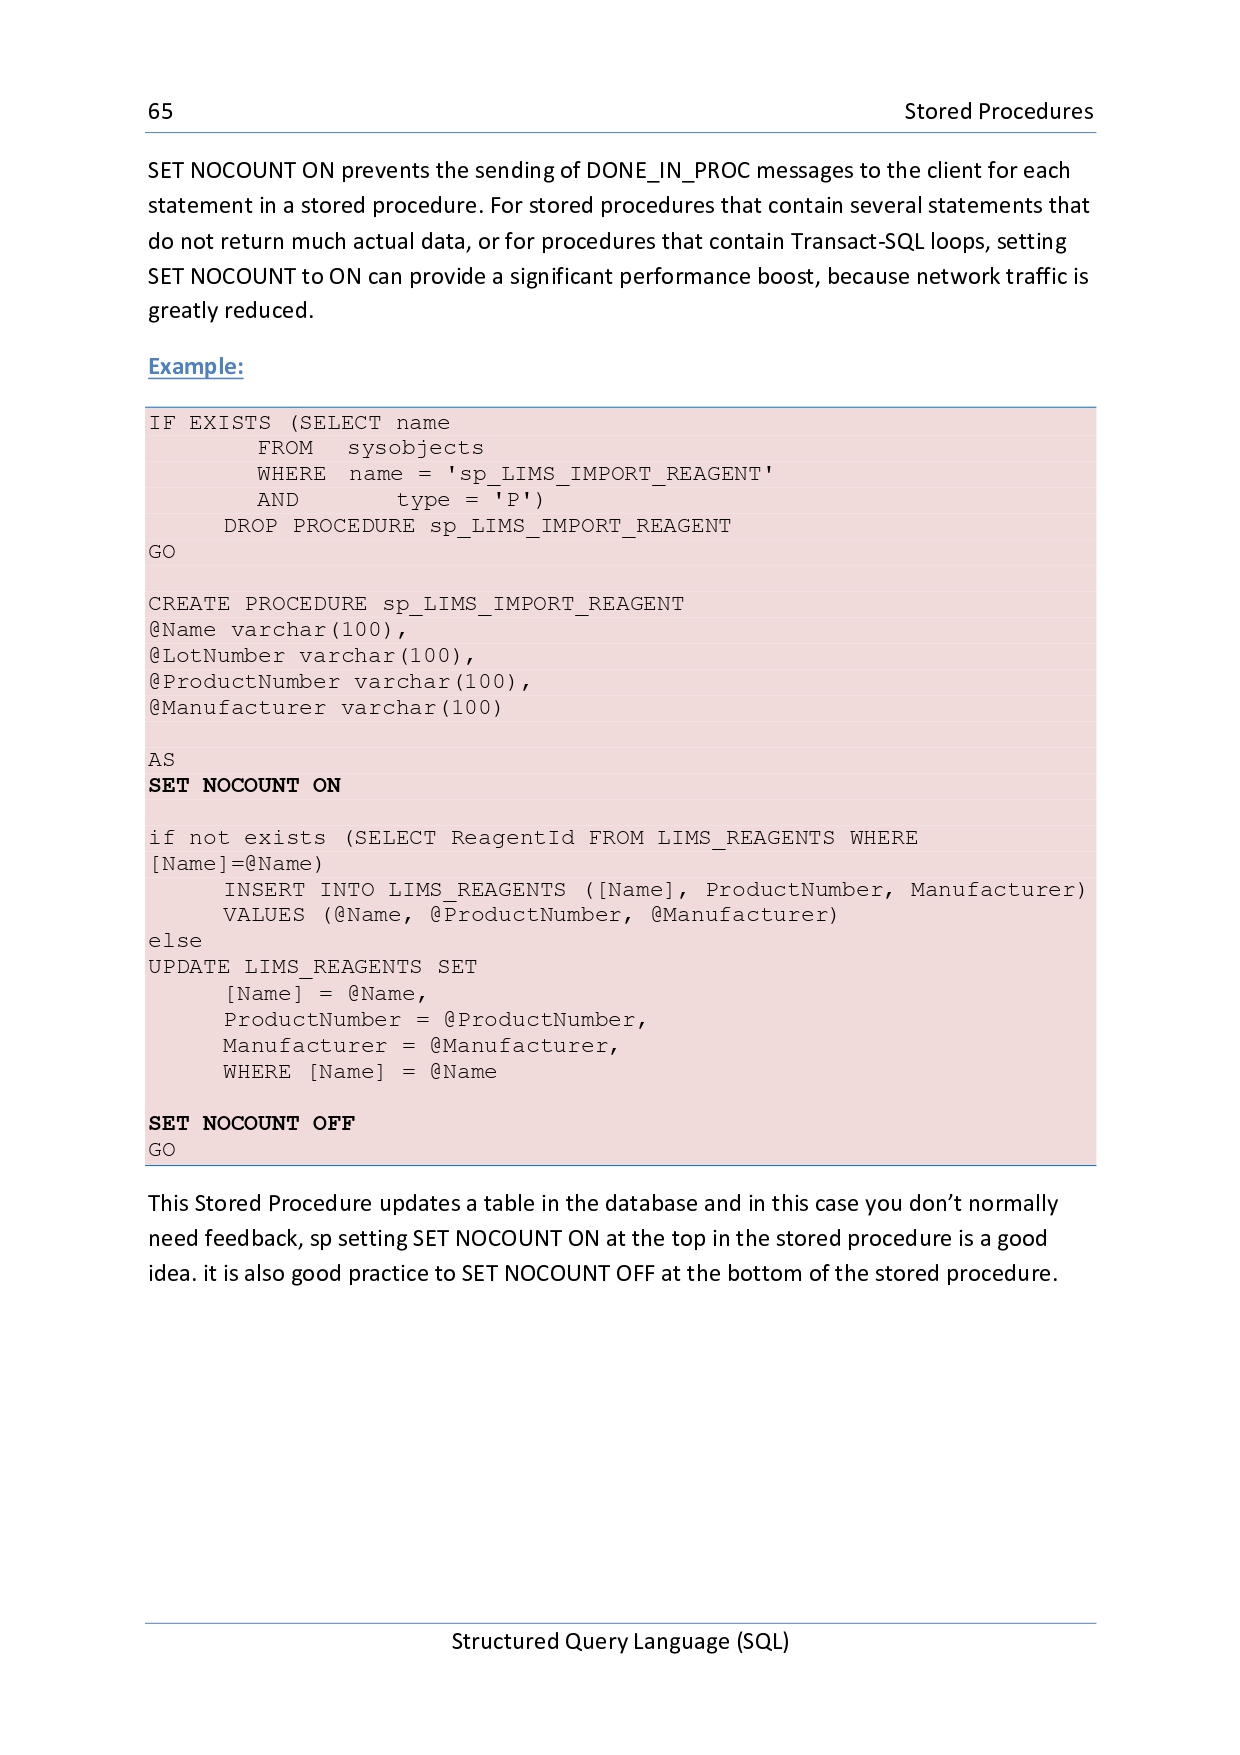 65 Stored Procedures
SET NOCOUNT ON prevents the sending of DONE_IN_PROC messages to the client for each
statement in a stored procedure. For stored procedures that contain several statements that
do not return much actual data, or for procedures that contain Transact-SQL loops, setting
SET NOCOUNT to ON can provide a significant performance boost, because network traffic is
greatly reduced.
Example:
IF EXISTS (SELECT name
FROM sysobjects
WHERE name = 'sp_LIMS_IMPORT_REAGENT'
AND type = 'P')
DROP PROCEDURE sp_LIMS_IMPORT_REAGENT
GO
CREATE PROCEDURE sp_LIMS_IMPORT_REAGENT
@Name varchar(100),
@LotNumber varchar(100),
@ProductNumber varchar(100),
@Manufacturer varchar(100)
AS
SET NOCOUNT ON
if not exists (SELECT ReagentId FROM LIMS_REAGENTS WHERE
[Name]=@Name)
INSERT INTO LIMS_REAGENTS ([Name], ProductNumber, Manufacturer)
VALUES (@Name, @ProductNumber, @Manufacturer)
else
UPDATE LIMS_REAGENTS SET
[Name] = @Name,
ProductNumber = @ProductNumber,
Manufacturer = @Manufacturer,
WHERE [Name] = @Name
SET NOCOUNT OFF
GO
This Stored Procedure updates a table in the database and in this case you don’t normally
need feedback, sp setting SET NOCOUNT ON at the top in the stored procedure is a good
idea. it is also good practice to SET NOCOUNT OFF at the bottom of the stored procedure.
Structured Query Language (SQL)